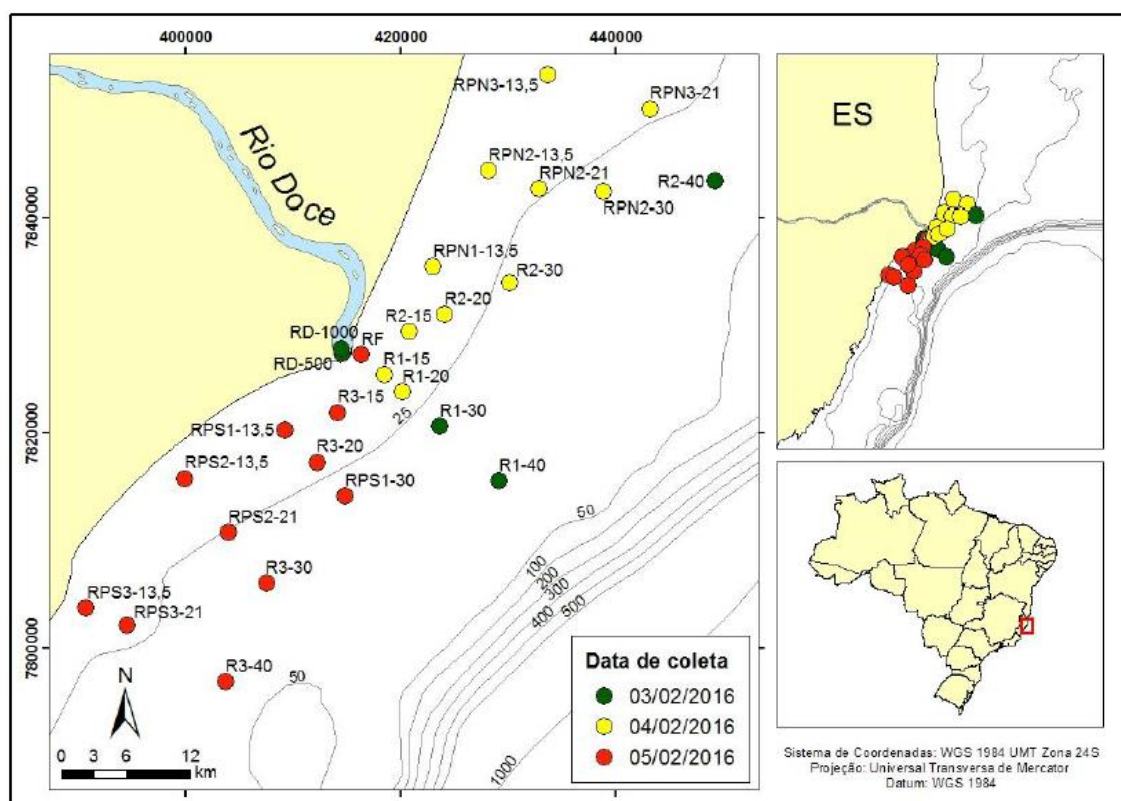 400000
420000
440000
RPN3-13,5
RPN3-21
RPN2-13,5
RPN2-21
R2-40
RPN2-30
7840000
Rio Doce
RPN1-13,5
R2-30
R2-20
R2-15
RD-1000
RF
RD-500
R1-15
R1-20
R3-15
25
R1-30
7820000
RPS1-13,5
R3-20
RPS2-13,5
RPS1-30
R1-40
50
RPS2-21
100
200
300
400
500
R3-30
RPS3-13,5
RPS3-21
7800000
R3-40
50
N
0 3 6 12
km
1000
Data de coleta
03/02/2016
04/02/2016
05/02/2016
ES
Sistema de Coordenadas: WGS 1984 UMT Zona 24S
Projeção: Universal Transversa de Mercator
Datum: WGS 1984